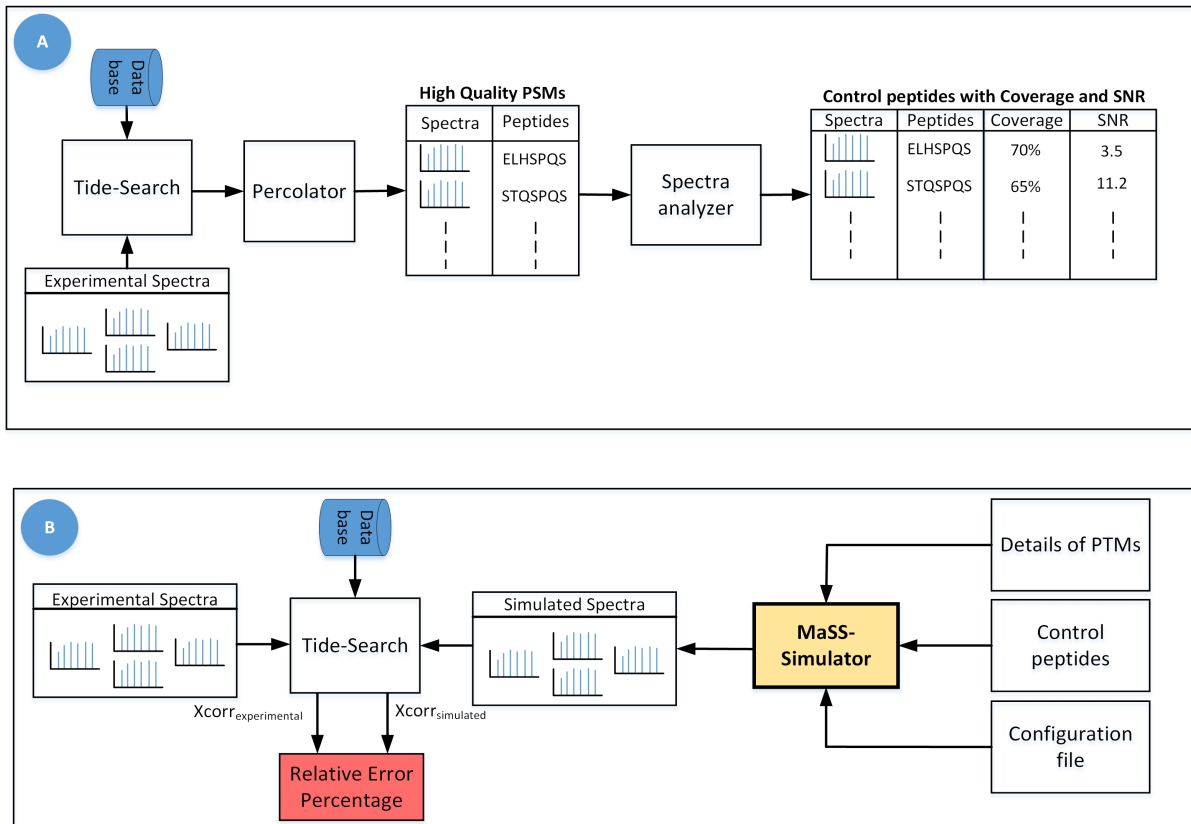 A
Data
base
High Quality PSMs
Control peptides with Coverage and SNR
Spectra Peptides
Spectra Peptides Coverage SNR
Tide-Search
Percolator
ELHSPQS
STQSPQS
Spectra
analyzer
ELHSPQS 70% 3.5
STQSPQS 65% 11.2
Experimental Spectra
B
Data
base
Details of PTMs
Experimental Spectra
Tide-Search
Simulated Spectra
MaSS-
Simulator
Control
peptides
Xcorrexperimental
Xcorrsimulated
Configuration
file
Relative Error
Percentage